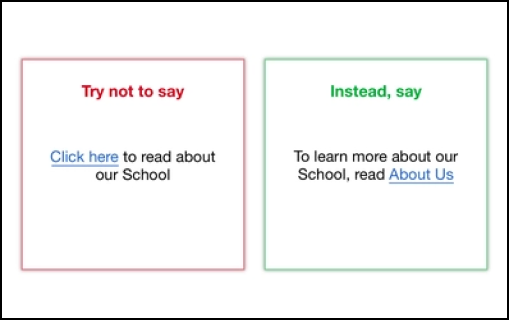 Try not to say
Click here to read about
our School
Instead, say
To learn more about our
School, read About Us